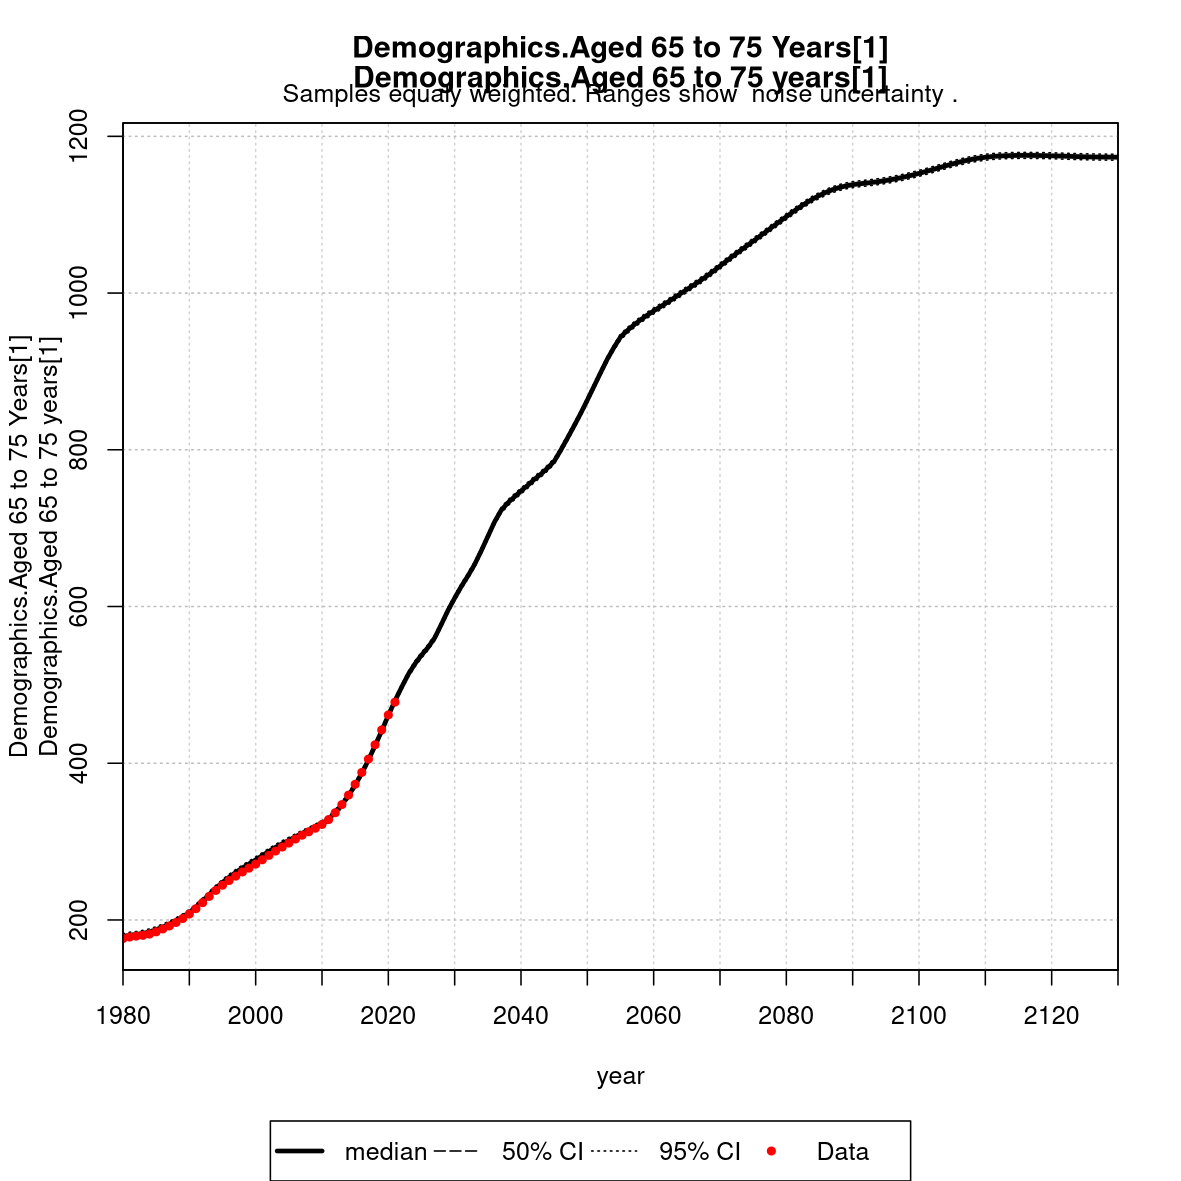 Demographics.Aged 65 to 75 Years[1]
Demographics.Aged 65 to 75 years[1]
Samples equaly weighted. Ranges show  noise uncertainty .
Demographics.Aged 65 to 75 Years[1]
Demographics.Aged 65 to 75 years[1]
1200
1000
800
600
400
200
1980 2000 2020 2040 2060 2080 2100 2120
year
median 50% CI 95% CI Data